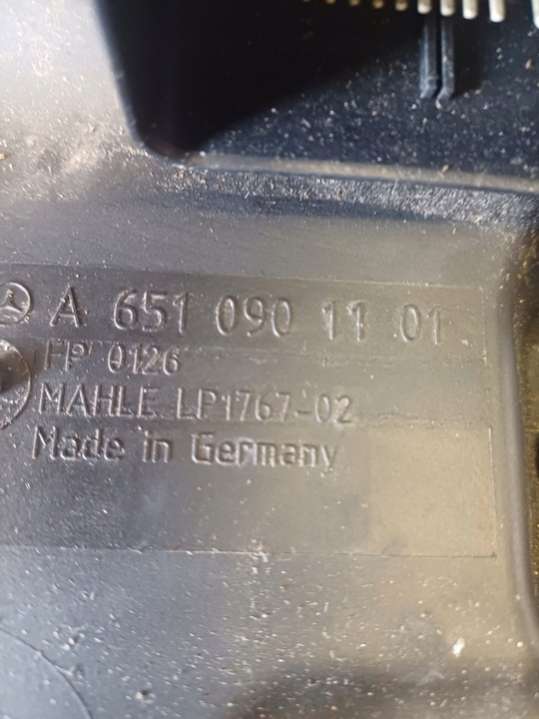 A 651 090 11 01
FP 0126
MAHLE LP1767-02
Made in Germany